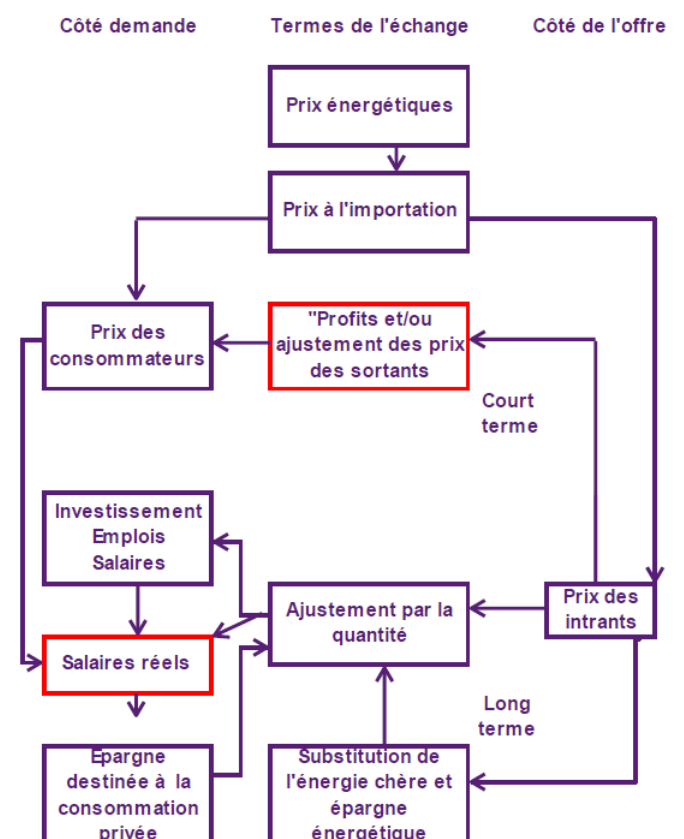 Côté demande
Termes de l'échange
Côté de l'offre
Prix énergétiques
Prix à l'importation
Prix des
consommateurs
"Profits et/ou
ajustement des prix
des sortants
Court
terme
Investissement
Emplois
Salaires
Ajustement par la
quantité
Prix des
intrants
Salaires réels
Long
terme
Epargne
destinée à la
consommation
privée
Substitution de
l'énergie chère et
épargne
énergétique